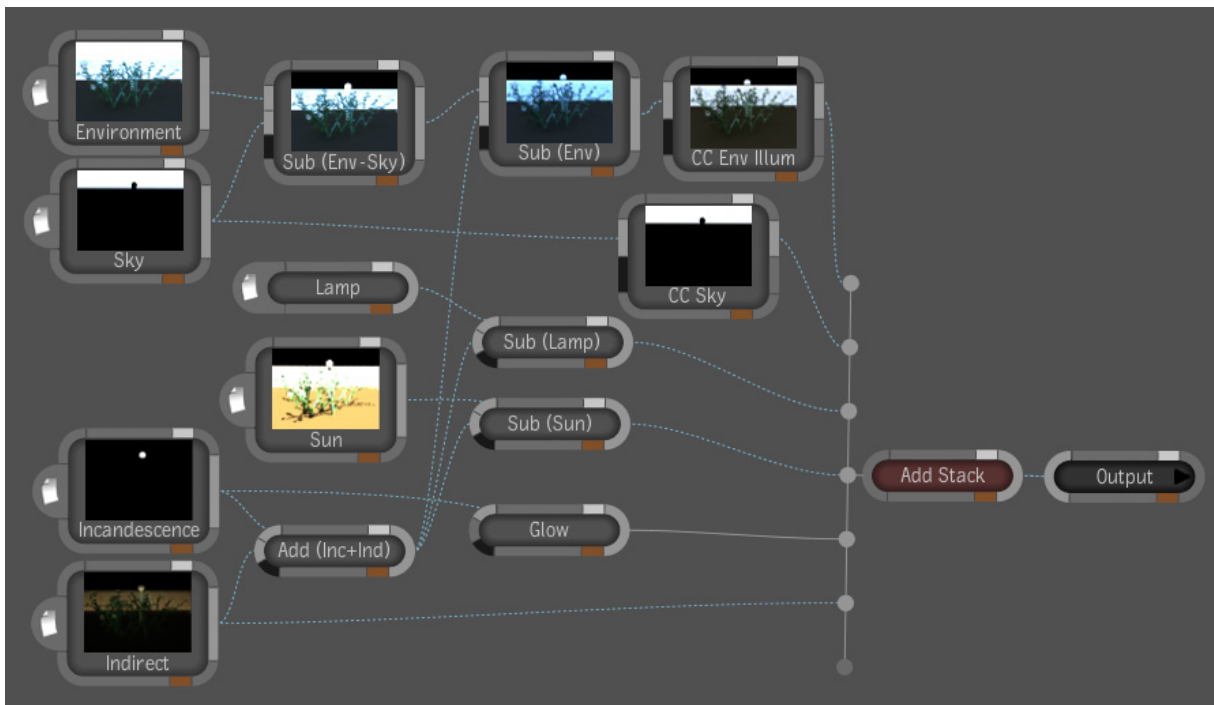 Environment
Sub (Env-Sky)
Sub (Env)
CC Env Illum
Sky
CC Sky
Lamp
Sub (Lamp)
Sun
Sub (Sun)
Add Stack
Output
Incandescence
Glow
Add (Inc+Ind)
Indirect